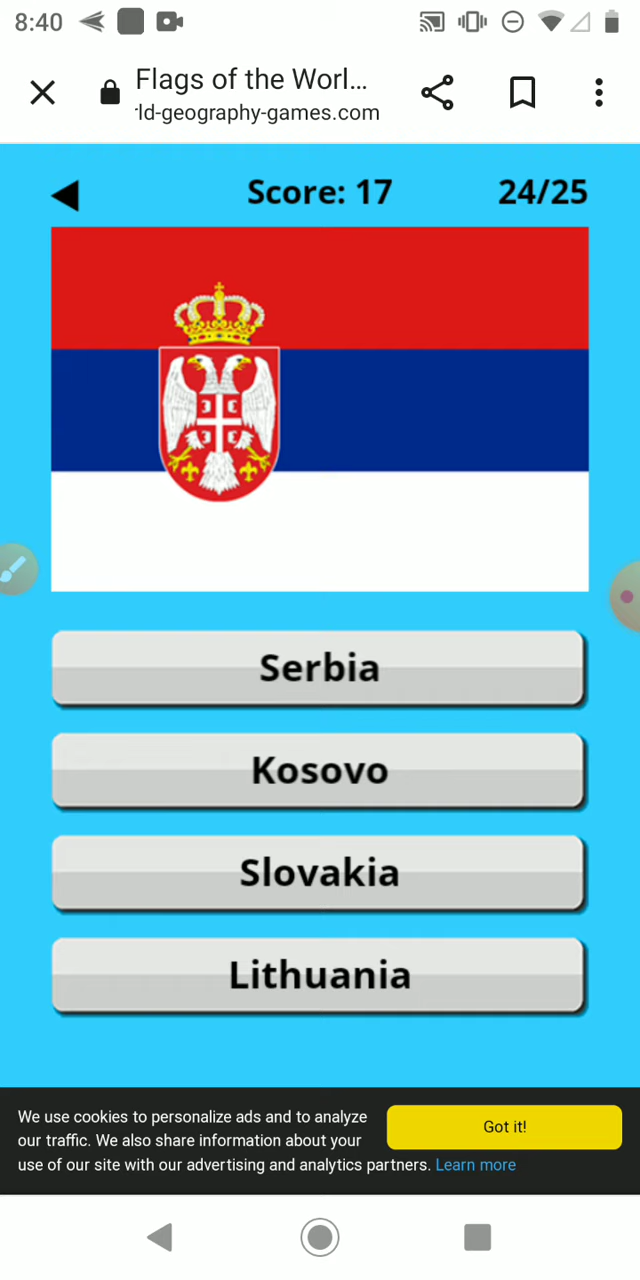 8:40
Flags of the Worl...
rld-geography-games.com
Score: 17
24/25
Serbia
Kosovo
Slovakia
Lithuania
We use cookies to personalize ads and to analyze
our traffic. We also share information about your
use of our site with our advertising and analytics partners. Learn more
Got it!